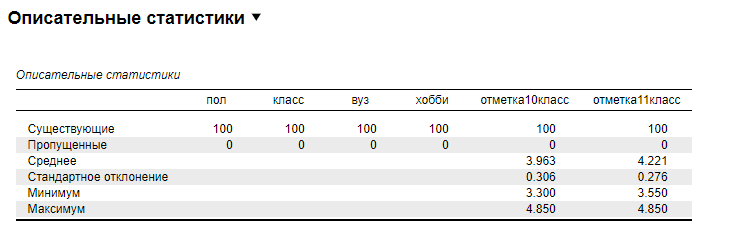 Описательные статистики ▼
Описательные статистики
пол класс вуз хобби отметка10класс отметка11класс
Существующие 100 100 100 100 100 100
Пропущенные 0 0 0 0 0 0
Среднее 3.963 4.221
Стандартное отклонение 0.306 0.276
Минимум 3.300 3.550
Максимум 4.850 4.850